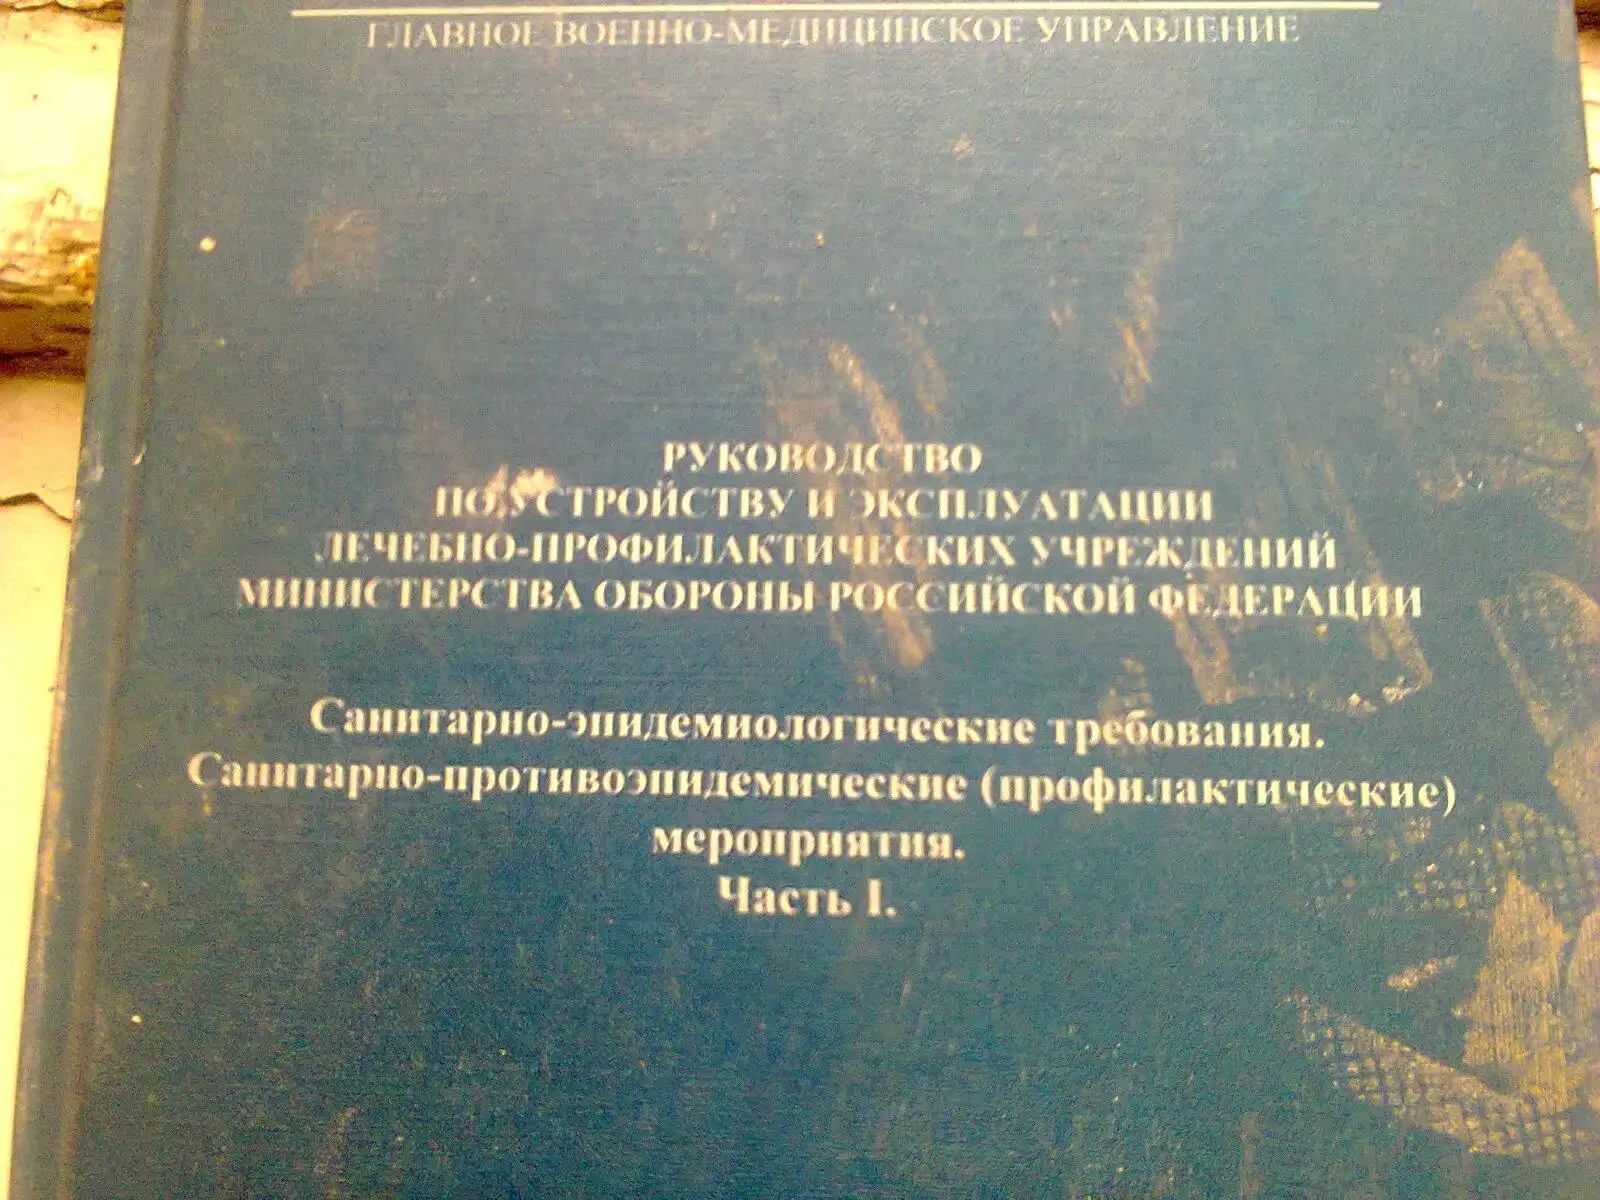 ГЛАВНОЕ ВОЕННО-МЕДИЦИНСКОЕ УПРАВЛЕНИЕ
РУКОВОДСТВО
ПО УСТРОЙСТВУ И ЭКСПЛУАТАЦИИ
ЛЕЧЕБНО-ПРОФИЛАКТИЧЕСКИХ УЧРЕЖДЕНИЙ
МИНИСТЕРСТВА ОБОРОНЫ РОССИЙСКОЙ ФЕДЕРАЦИИ
Санитарно-эпидемиологические требования.
Санитарно-противоэпидемические (профилактические)
мероприятия.
Часть I.